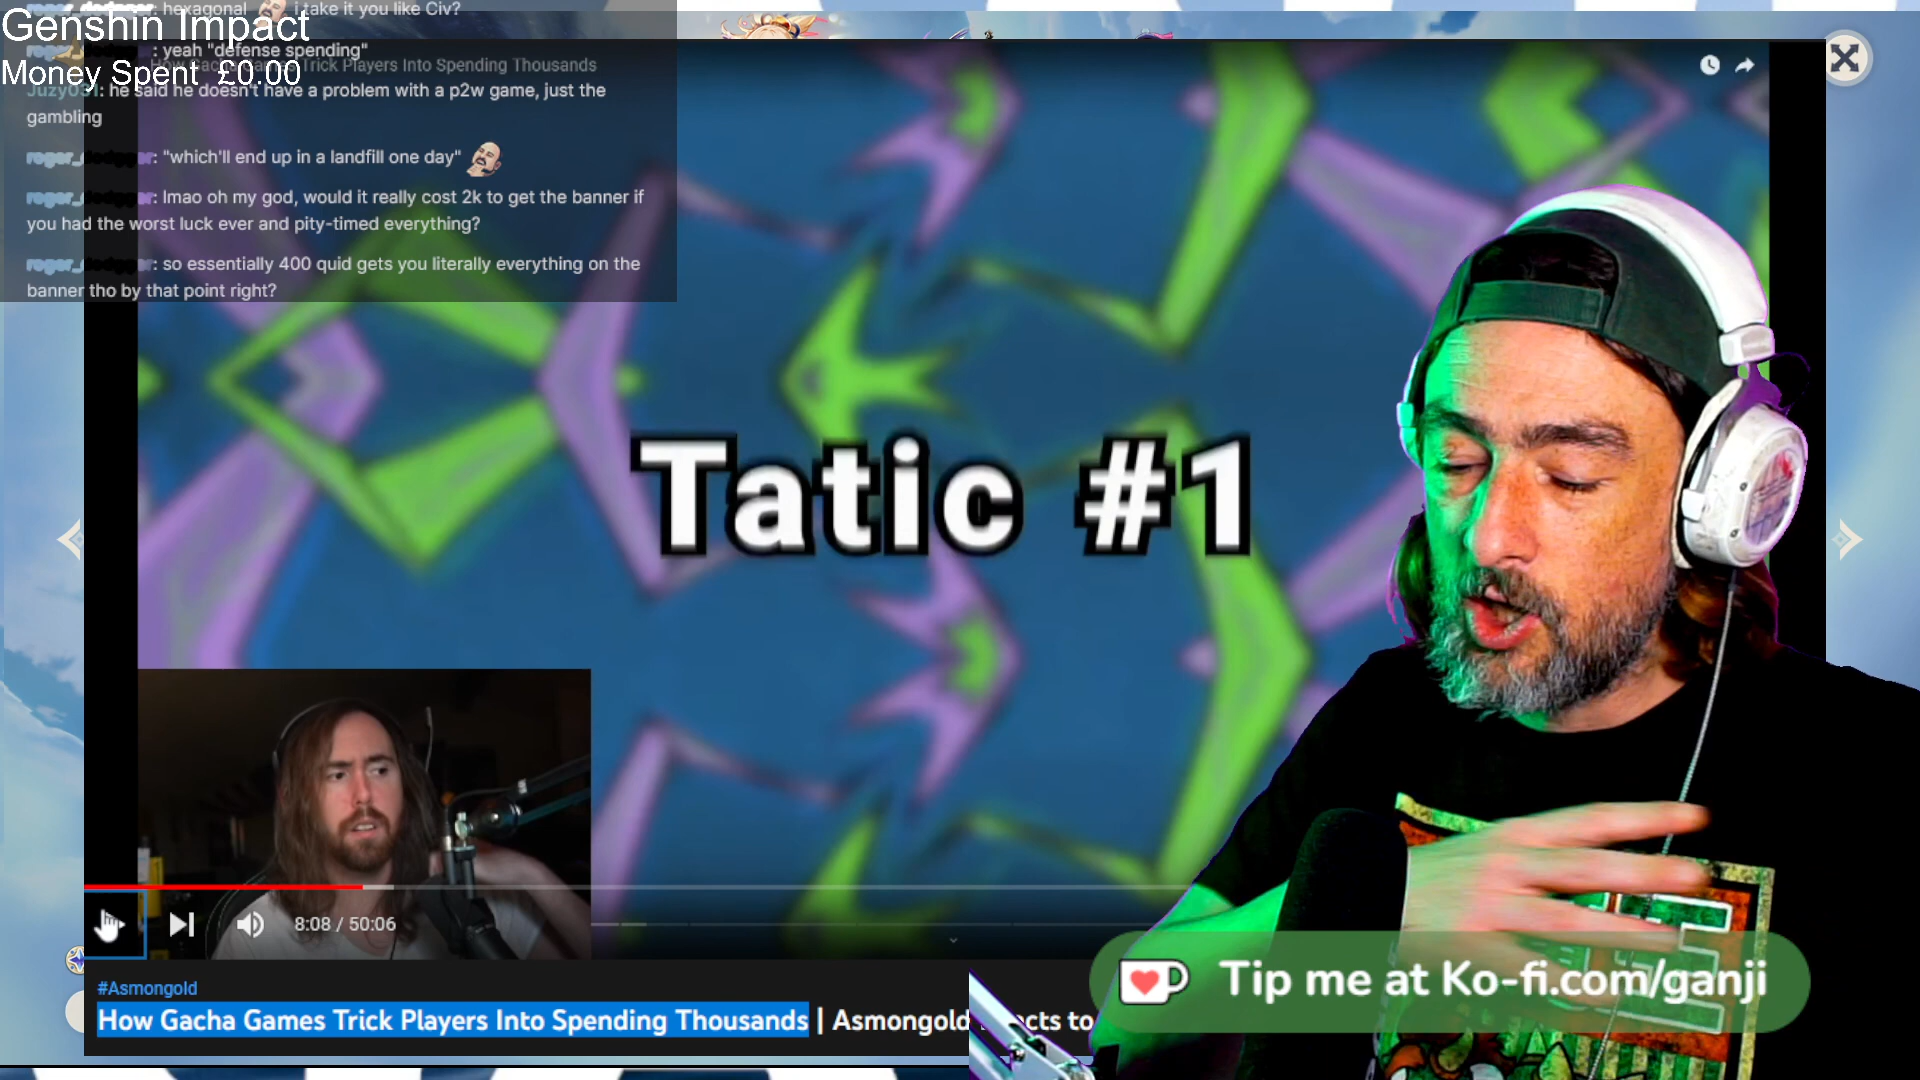 hexagonal i take it you like Civ?
Genshin Impact
: yeah "defense spending"
Trick Players Into Spending Thousands
Money Spent £0.00
Juzy031: he said he doesn't have a problem with a p2w game, just the
gambling
: "which'll end up in a landfill one day"
: lmao oh my god, would it really cost 2k to get the banner if
you had the worst luck ever and pity-timed everything?
: so essentially 400 quid gets you literally everything on the
banner tho by that point right?
Tatic #1
8:08 / 50:06
#Asmongold
How Gacha Games Trick Players Into Spending Thousands | Asmongold
cts to
Tip me at Ko-fi.com/ganji